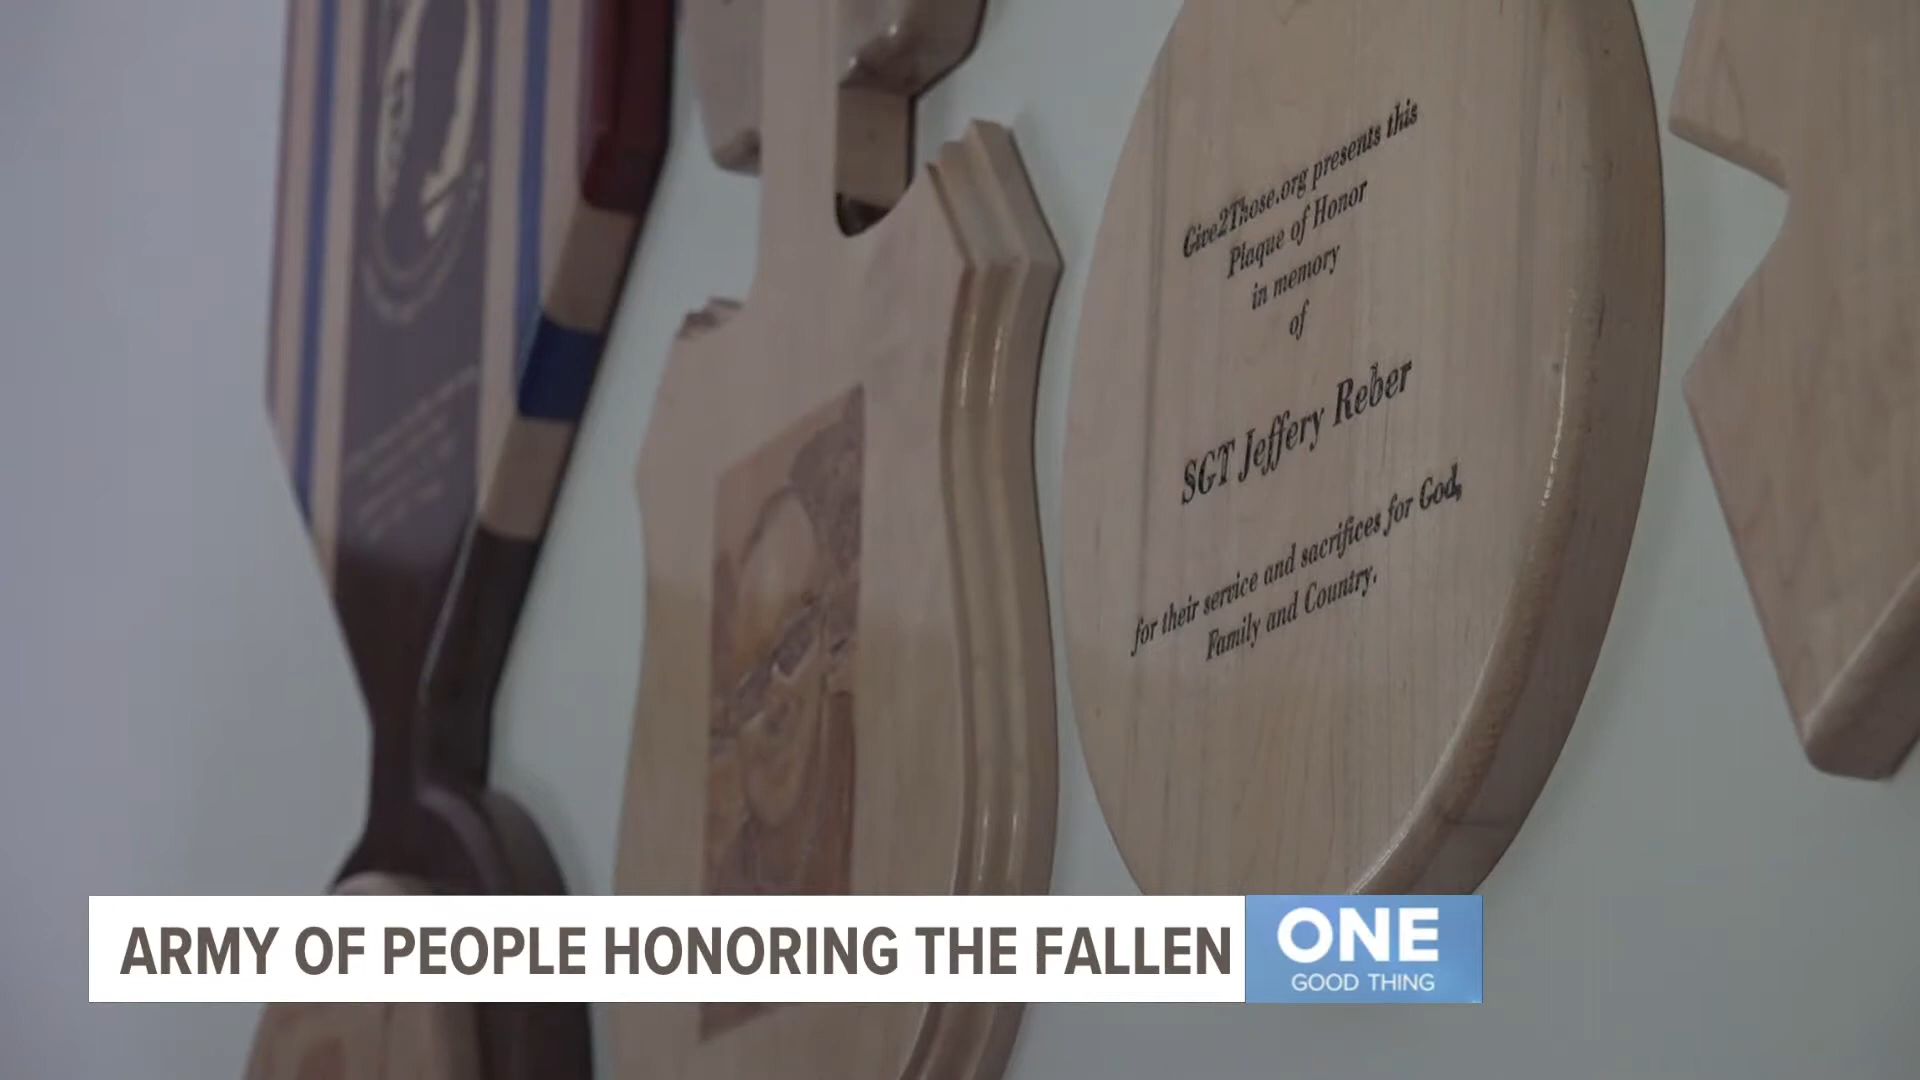 Give2Those.org presents this
Plaque of Honor
in memory
of
SGT Jeffery Reber
for their service and sacrifices for God,
Family and Country.
ARMY OF PEOPLE HONORING THE FALLEN
ONE
GOOD THING